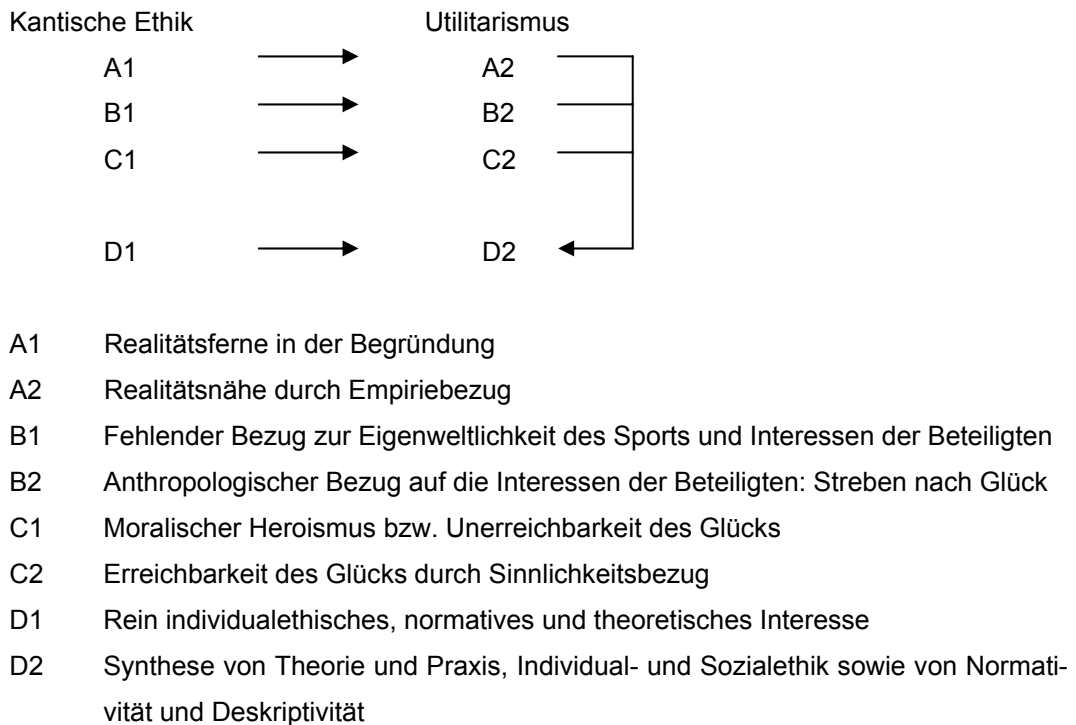 Kantische Ethik Utilitarismus
A1 A2
B1 B2
C1 C2
D1 D2
A1 Realitätsferne in der Begründung
A2 Realitätsnähe durch Empiriebezug
B1 Fehlender Bezug zur Eigenweltlichkeit des Sports und Interessen der Beteiligten
B2 Anthropologischer Bezug auf die Interessen der Beteiligten: Streben nach Glück
C1 Moralischer Heroismus bzw. Unerreichbarkeit des Glücks
C2 Erreichbarkeit des Glücks durch Sinnlichkeitsbezug
D1 Rein individualethisches, normatives und theoretisches Interesse
D2 Synthese von Theorie und Praxis, Individual- und Sozialethik sowie von Normati-
vität und Deskriptivität